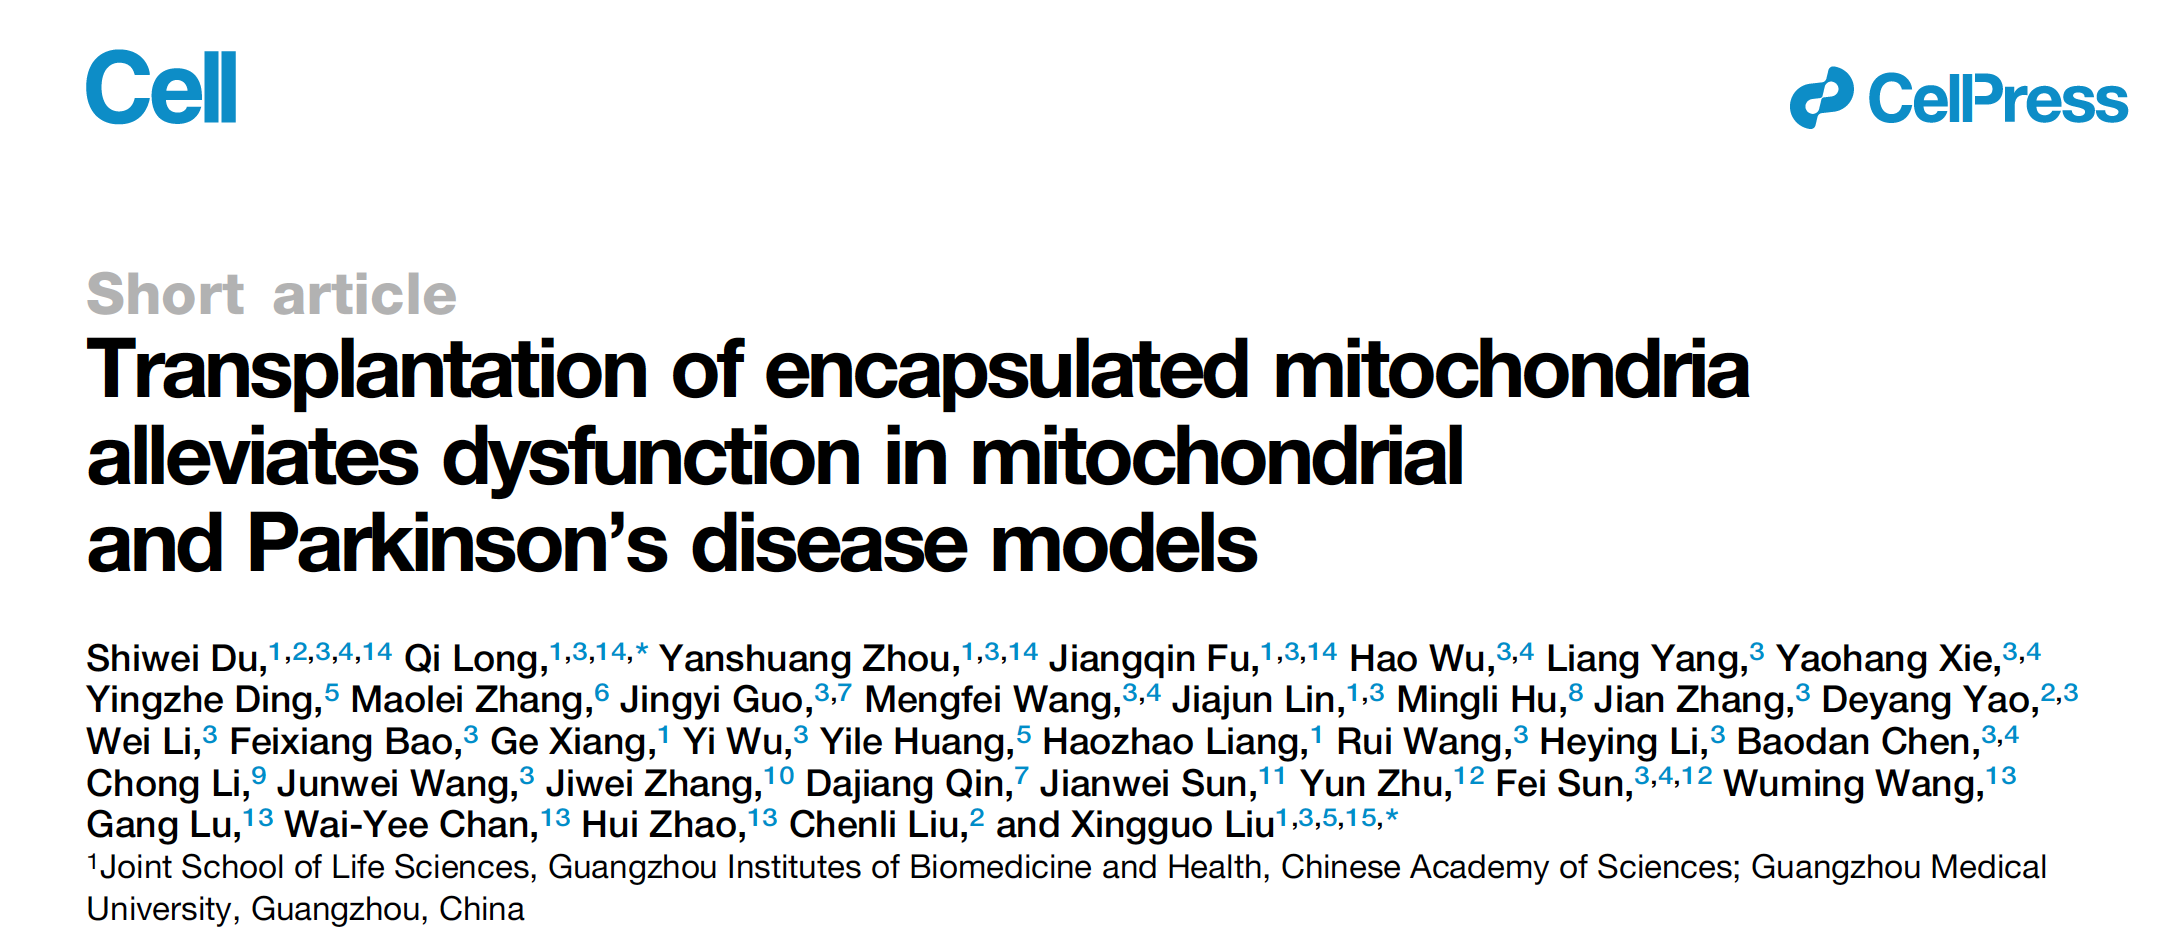 Cell
CellPress
Short article
Transplantation of encapsulated mitochondria
alleviates dysfunction in mitochondrial
and Parkinson’s disease models
Shiwei Du,1,2,3,4,14 Qi Long,1,3,14,* Yanshuang Zhou,1,3,14 Jiangqin Fu,1,3,14 Hao Wu,3,4 Liang Yang,3 Yaohang Xie,3,4
Yingzhe Ding,5 Maolei Zhang,6 Jingyi Guo,3,7 Mengfei Wang,3,4 Jiajun Lin,1,3 Mingli Hu,8 Jian Zhang,3 Deyang Yao,2,3
Wei Li,3 Feixiang Bao,3 Ge Xiang,1 Yi Wu,3 Yile Huang,5 Haozhao Liang,1 Rui Wang,3 Heying Li,3 Baodan Chen,3,4
Chong Li,9 Junwei Wang,3 Jiwei Zhang,10 Dajiang Qin,7 Jianwei Sun,11 Yun Zhu,12 Fei Sun,3,4,12 Wuming Wang,13
Gang Lu,13 Wai-Yee Chan,13 Hui Zhao,13 Chenli Liu,2 and Xingguo Liu1,3,5,15,*
1Joint School of Life Sciences, Guangzhou Institutes of Biomedicine and Health, Chinese Academy of Sciences; Guangzhou Medical
University, Guangzhou, China